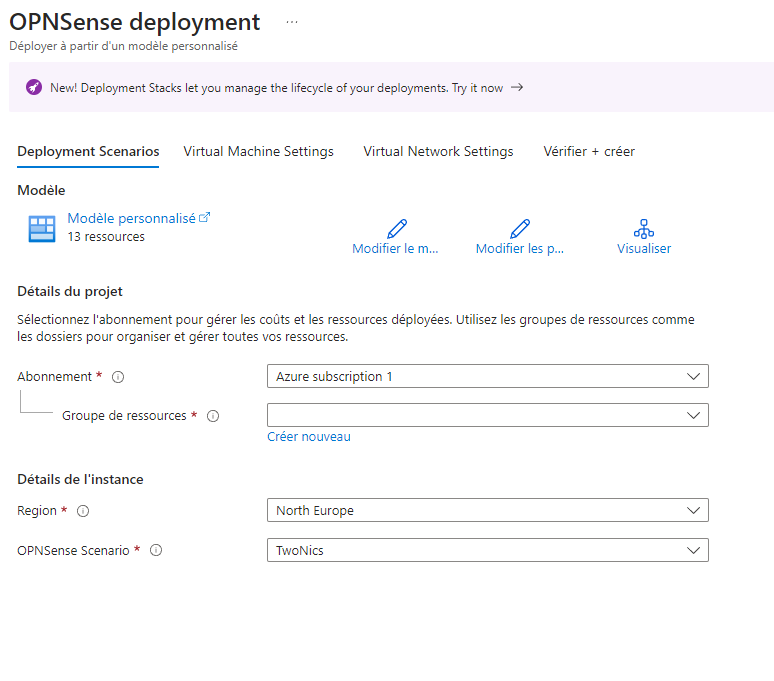 OPNSense deployment ...
Déployer à partir d'un modèle personnalisé
New! Deployment Stacks let you manage the lifecycle of your deployments. Try it now →
Deployment Scenarios Virtual Machine Settings Virtual Network Settings Vérifier + créer
Modèle
Modèle personnalisé
13 ressources
Modifier le m... Modifier les p... Visualiser
Détails du projet
Sélectionnez l'abonnement pour gérer les coûts et les ressources déployées. Utilisez les groupes de ressources comme
les dossiers pour organiser et gérer toutes vos ressources.
Abonnement * Azure subscription 1
Groupe de ressources *
Créer nouveau
Détails de l'instance
Region * North Europe
OPNSense Scenario * TwoNics